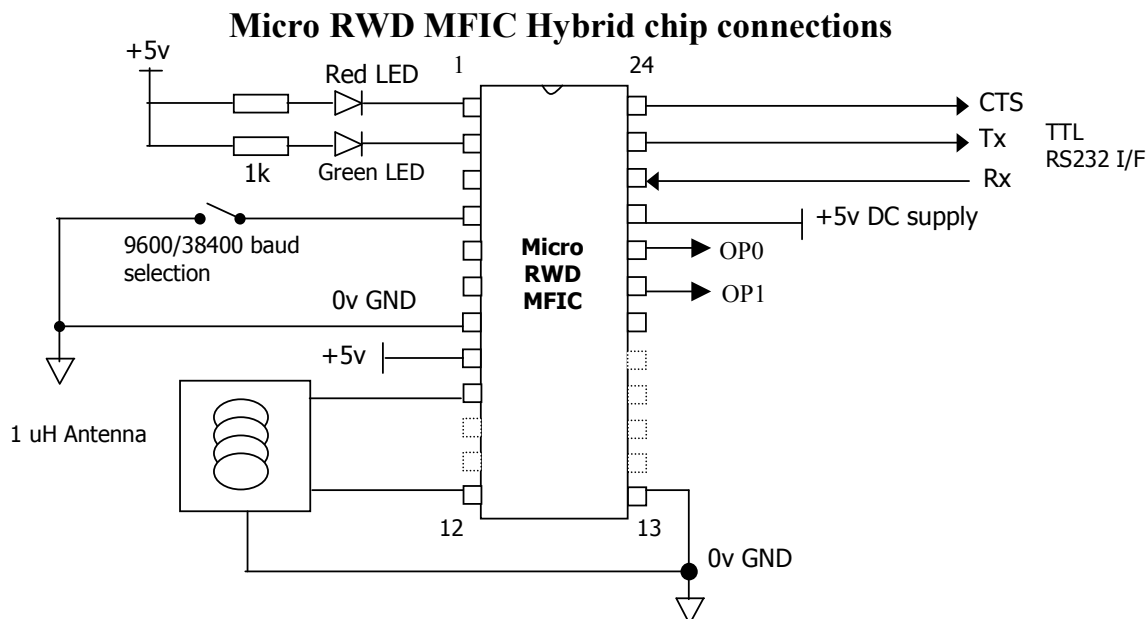 Micro RWD MFIC Hybrid chip connections
+5v
1
24
Red LED
CTS
Tx
TTL
RS232 I/F
1k
Green LED
Rx
+5v DC supply
9600/38400 baud
selection
Micro
RWD
MFIC
OP0
OP1
0v GND
+5v
1 uH Antenna
12
13
0v GND